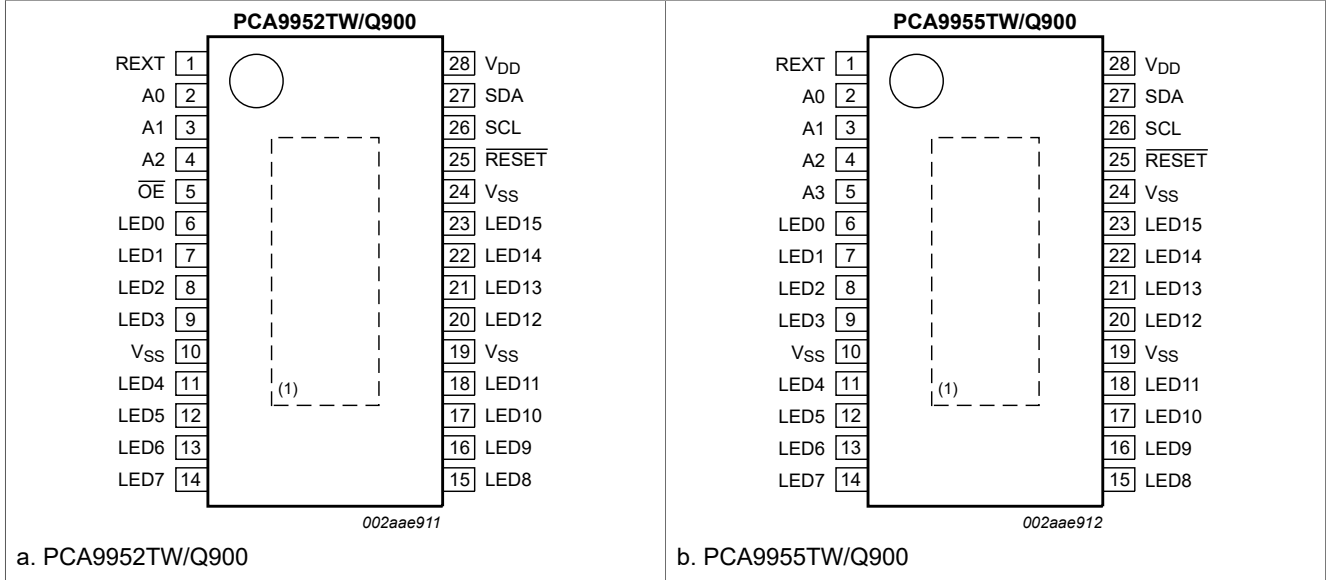 PCA9952TW/Q900
REXT 1
A0 2
A1 3
A2 4
O̅E̅ 5
LED0 6
LED1 7
LED2 8
LED3 9
VSS 10
LED4 11
LED5 12
LED6 13
LED7 14
28 VDD
27 SDA
26 SCL
25 R̅E̅S̅E̅T̅
24 VSS
23 LED15
22 LED14
21 LED13
20 LED12
19 VSS
18 LED11
17 LED10
16 LED9
15 LED8
(1)
002aae911
a. PCA9952TW/Q900
PCA9955TW/Q900
REXT 1
A0 2
A1 3
A2 4
A3 5
LED0 6
LED1 7
LED2 8
LED3 9
VSS 10
LED4 11
LED5 12
LED6 13
LED7 14
28 VDD
27 SDA
26 SCL
25 R̅E̅S̅E̅T̅
24 VSS
23 LED15
22 LED14
21 LED13
20 LED12
19 VSS
18 LED11
17 LED10
16 LED9
15 LED8
(1)
002aae912
b. PCA9955TW/Q900